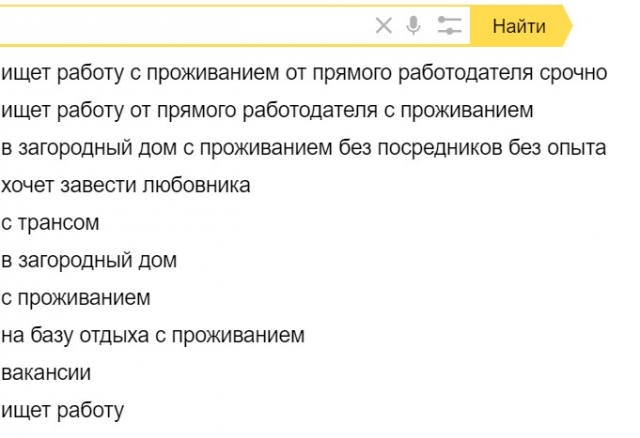 Найти
ищет работу с проживанием от прямого работодателя срочно
ищет работу от прямого работодателя с проживанием
в загородный дом с проживанием без посредников без опыта
хочет завести любовника
с трансом
в загородный дом
с проживанием
на базу отдыха с проживанием
вакансии
ищет работу